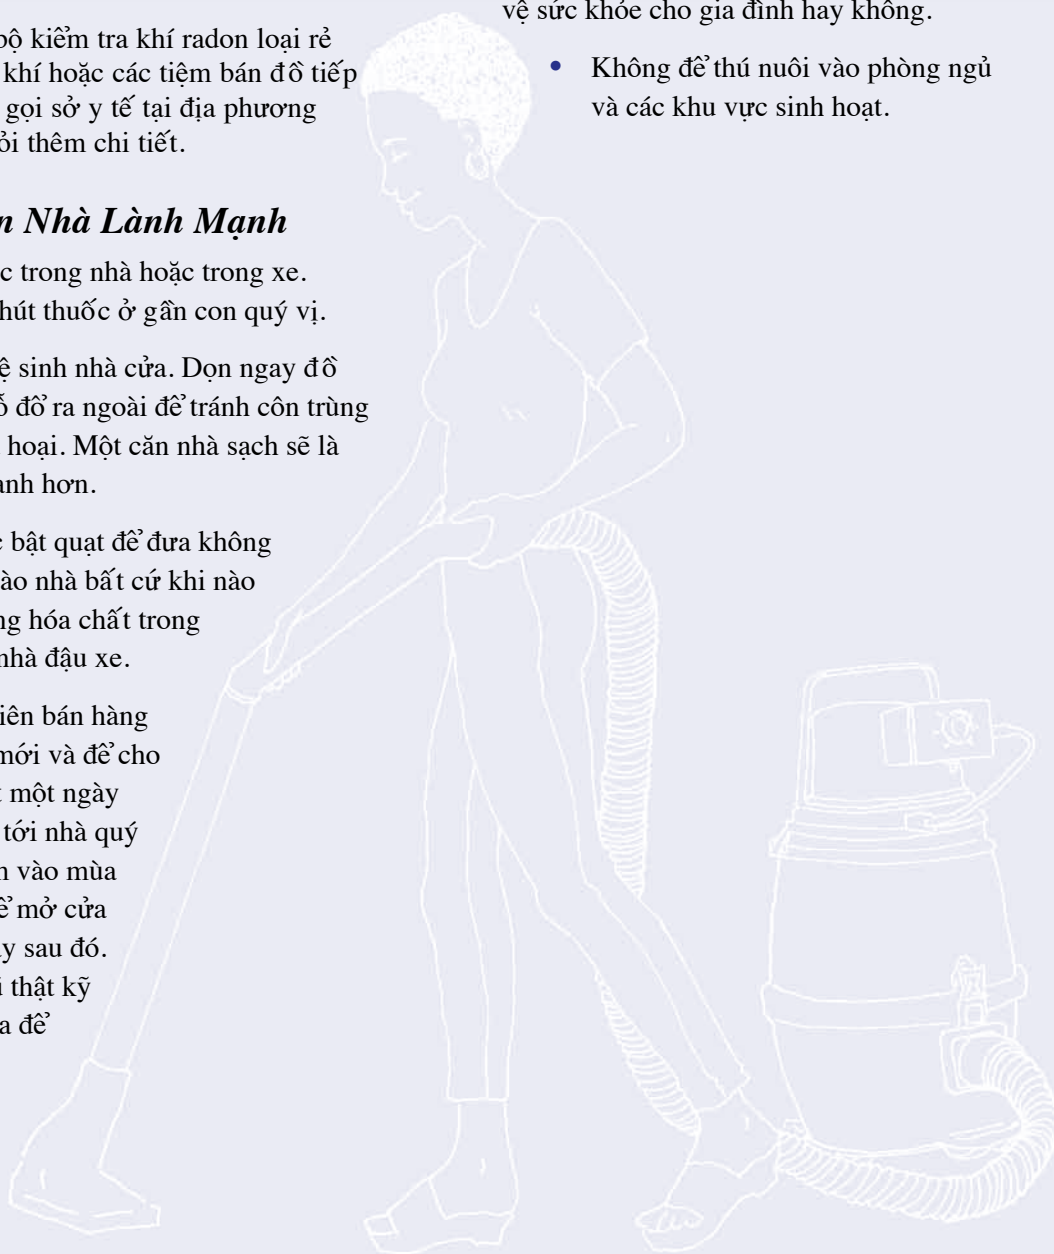 bộ kiểm tra khí radon loại rẻ
khí hoặc các tiệm bán đồ tiếp
gọi sở y tế tại địa phương
ỏi thêm chi tiết.
Nhà Lành Mạnh
trong nhà hoặc trong xe.
hút thuốc ở gần con quý vị.
sinh nhà cửa. Dọn ngay đồ
đổ ra ngoài để tránh côn trùng
hoại. Một căn nhà sạch sẽ là
anh hơn.
bật quạt để đưa không
ào nhà bất cứ khi nào
ng hóa chất trong
nhà đậu xe.
iên bán hàng
mới và để cho
một ngày
tới nhà quý
vào mùa
ể mở cửa
y sau đó.
thật kỹ
a để
vệ sức khỏe cho gia đình hay không.
• Không để thú nuôi vào phòng ngủ
và các khu vực sinh hoạt.